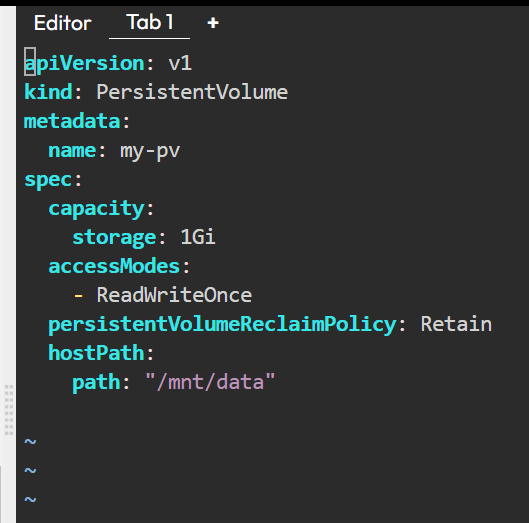 Editor Tab 1 +
apiVersion: v1
kind: PersistentVolume
metadata:
  name: my-pv
spec:
  capacity:
    storage: 1Gi
  accessModes:
    - ReadWriteOnce
  persistentVolumeReclaimPolicy: Retain
  hostPath:
    path: "/mnt/data"
~
~
~